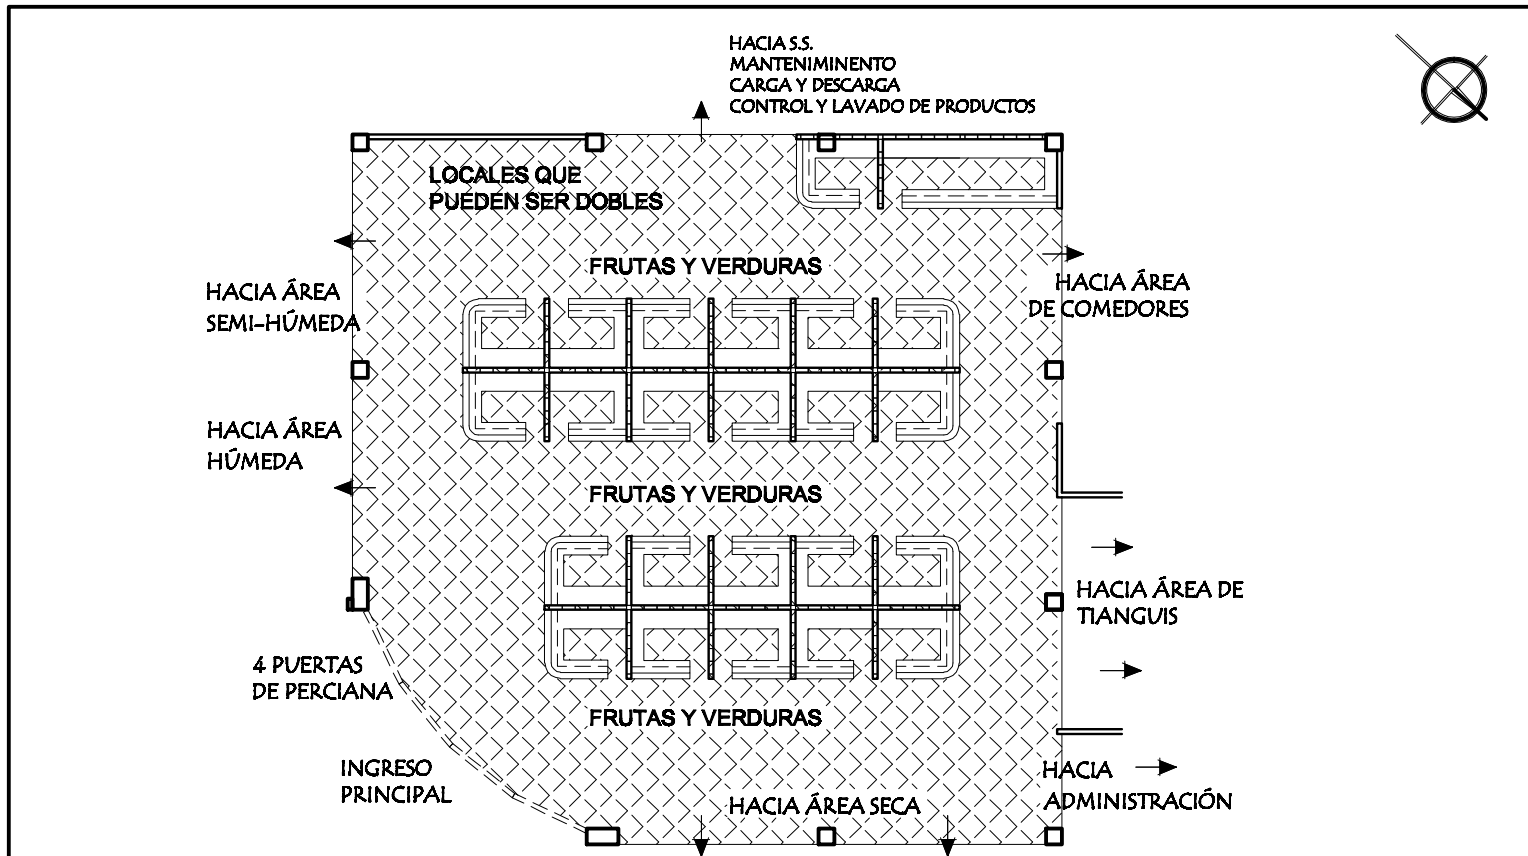 HACIA S.S.
MANTENIMINENTO
CARGA Y DESCARGA
CONTROL Y LAVADO DE PRODUCTOS
LOCALES QUE
PUEDEN SER DOBLES
FRUTAS Y VERDURAS
HACIA ÁREA
SEMI-HÚMEDA
HACIA ÁREA
DE COMEDORES
HACIA ÁREA
HÚMEDA
FRUTAS Y VERDURAS
HACIA ÁREA DE
TIANGUIS
4 PUERTAS
DE PERCIANA
FRUTAS Y VERDURAS
INGRESO
PRINCIPAL
HACIA ÁREA SECA
HACIA
ADMINISTRACIÓN